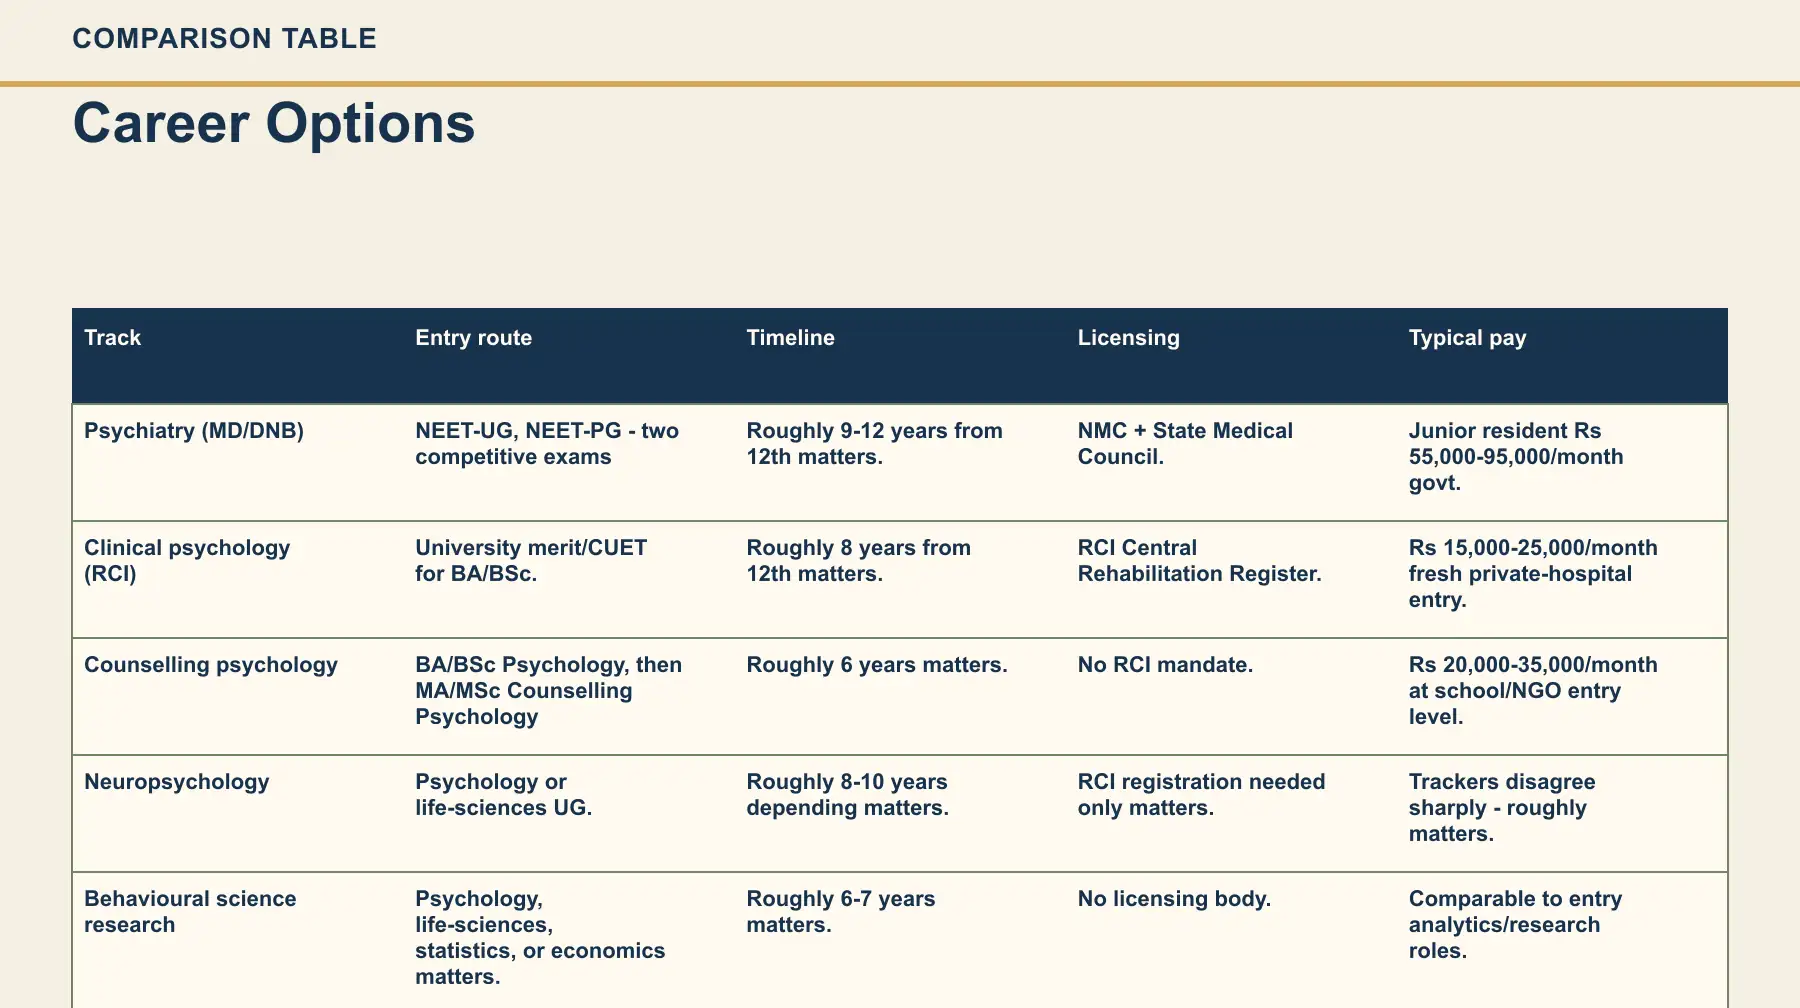 COMPARISON TABLE
Career Options
Track
Entry route
Timeline
Licensing
Typical pay
Psychiatry (MD/DNB)
NEET-UG, NEET-PG - two
competitive exams
Roughly 9-12 years from
12th matters.
NMC + State Medical
Council.
Junior resident Rs
55,000-95,000/month
govt.
Clinical psychology
(RCI)
University merit/CUET
for BA/BSc.
Roughly 8 years from
12th matters.
RCI Central
Rehabilitation Register.
Rs 15,000-25,000/month
fresh private-hospital
entry.
Counselling psychology
BA/BSc Psychology, then
MA/MSc Counselling
Psychology
Roughly 6 years matters.
No RCI mandate.
Rs 20,000-35,000/month
at school/NGO entry
level.
Neuropsychology
Psychology or
life-sciences UG.
Roughly 8-10 years
depending matters.
RCI registration needed
only matters.
Trackers disagree
sharply - roughly
matters.
Behavioural science
research
Psychology,
life-sciences,
statistics, or economics
matters.
Roughly 6-7 years
matters.
No licensing body.
Comparable to entry
analytics/research
roles.